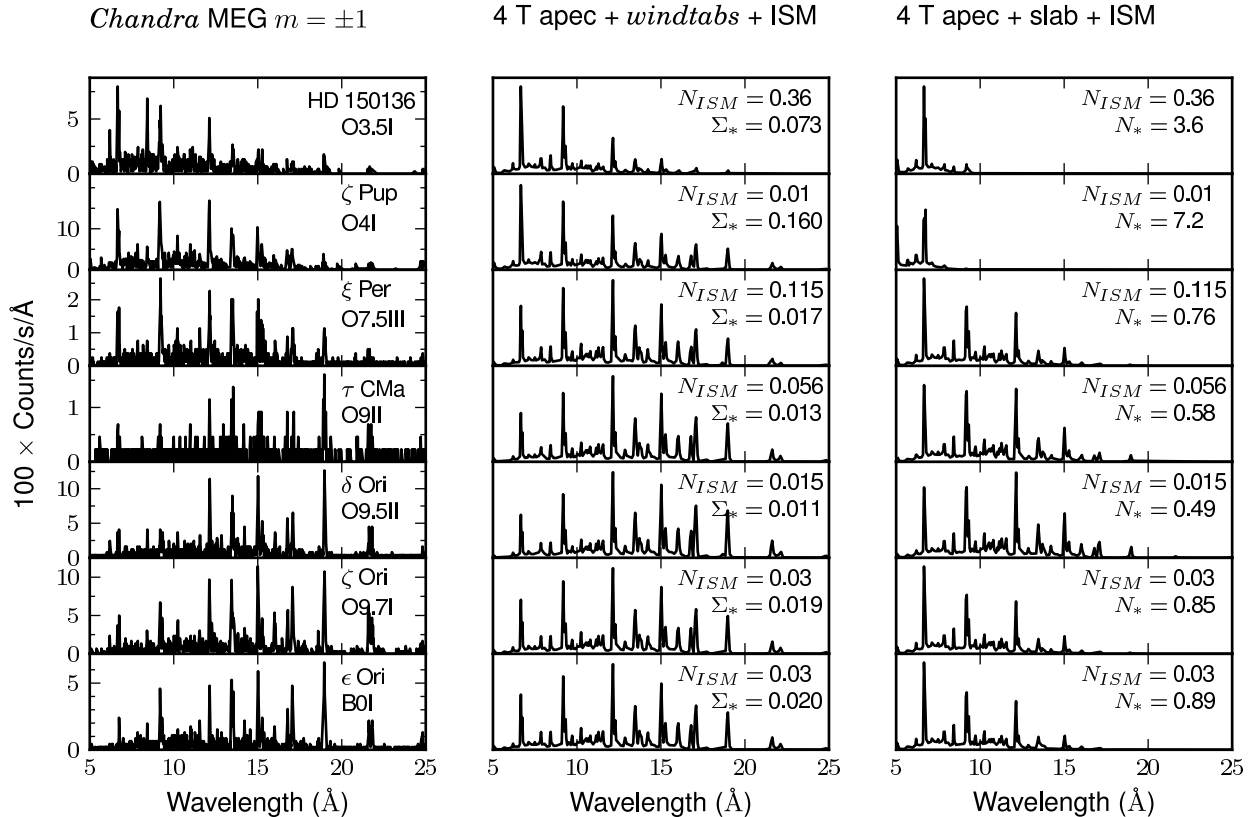 Chandra MEG m = ±1
4 T apec + windtabs + ISM
4 T apec + slab + ISM
100 × Counts/s/Å
HD 150136
O3.5I
5
0
N_ISM = 0.36
Σ_* = 0.073
N_ISM = 0.36
N_* = 3.6
ζ Pup
O4I
10
0
N_ISM = 0.01
Σ_* = 0.160
N_ISM = 0.01
N_* = 7.2
ξ Per
O7.5III
2
1
0
N_ISM = 0.115
Σ_* = 0.017
N_ISM = 0.115
N_* = 0.76
τ CMa
O9II
1
0
N_ISM = 0.056
Σ_* = 0.013
N_ISM = 0.056
N_* = 0.58
δ Ori
O9.5II
10
5
0
N_ISM = 0.015
Σ_* = 0.011
N_ISM = 0.015
N_* = 0.49
ζ Ori
O9.7I
10
5
0
N_ISM = 0.03
Σ_* = 0.019
N_ISM = 0.03
N_* = 0.85
ϵ Ori
B0I
5
0
N_ISM = 0.03
Σ_* = 0.020
N_ISM = 0.03
N_* = 0.89
5 10 15 20 25
5 10 15 20 25
5 10 15 20 25
Wavelength (Å)
Wavelength (Å)
Wavelength (Å)